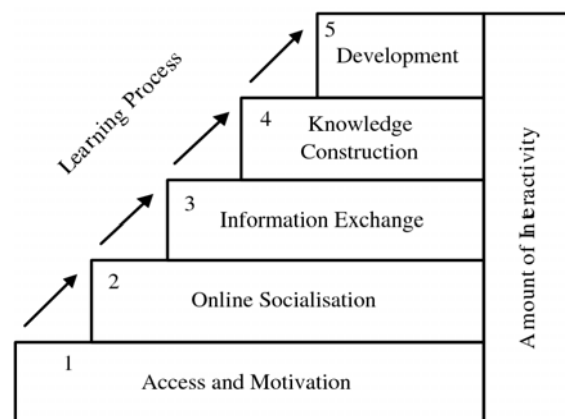 5
Development
4
Knowledge
Construction
3
Information Exchange
2
Online Socialisation
1
Access and Motivation
Learning Process
Amount of Interactivity